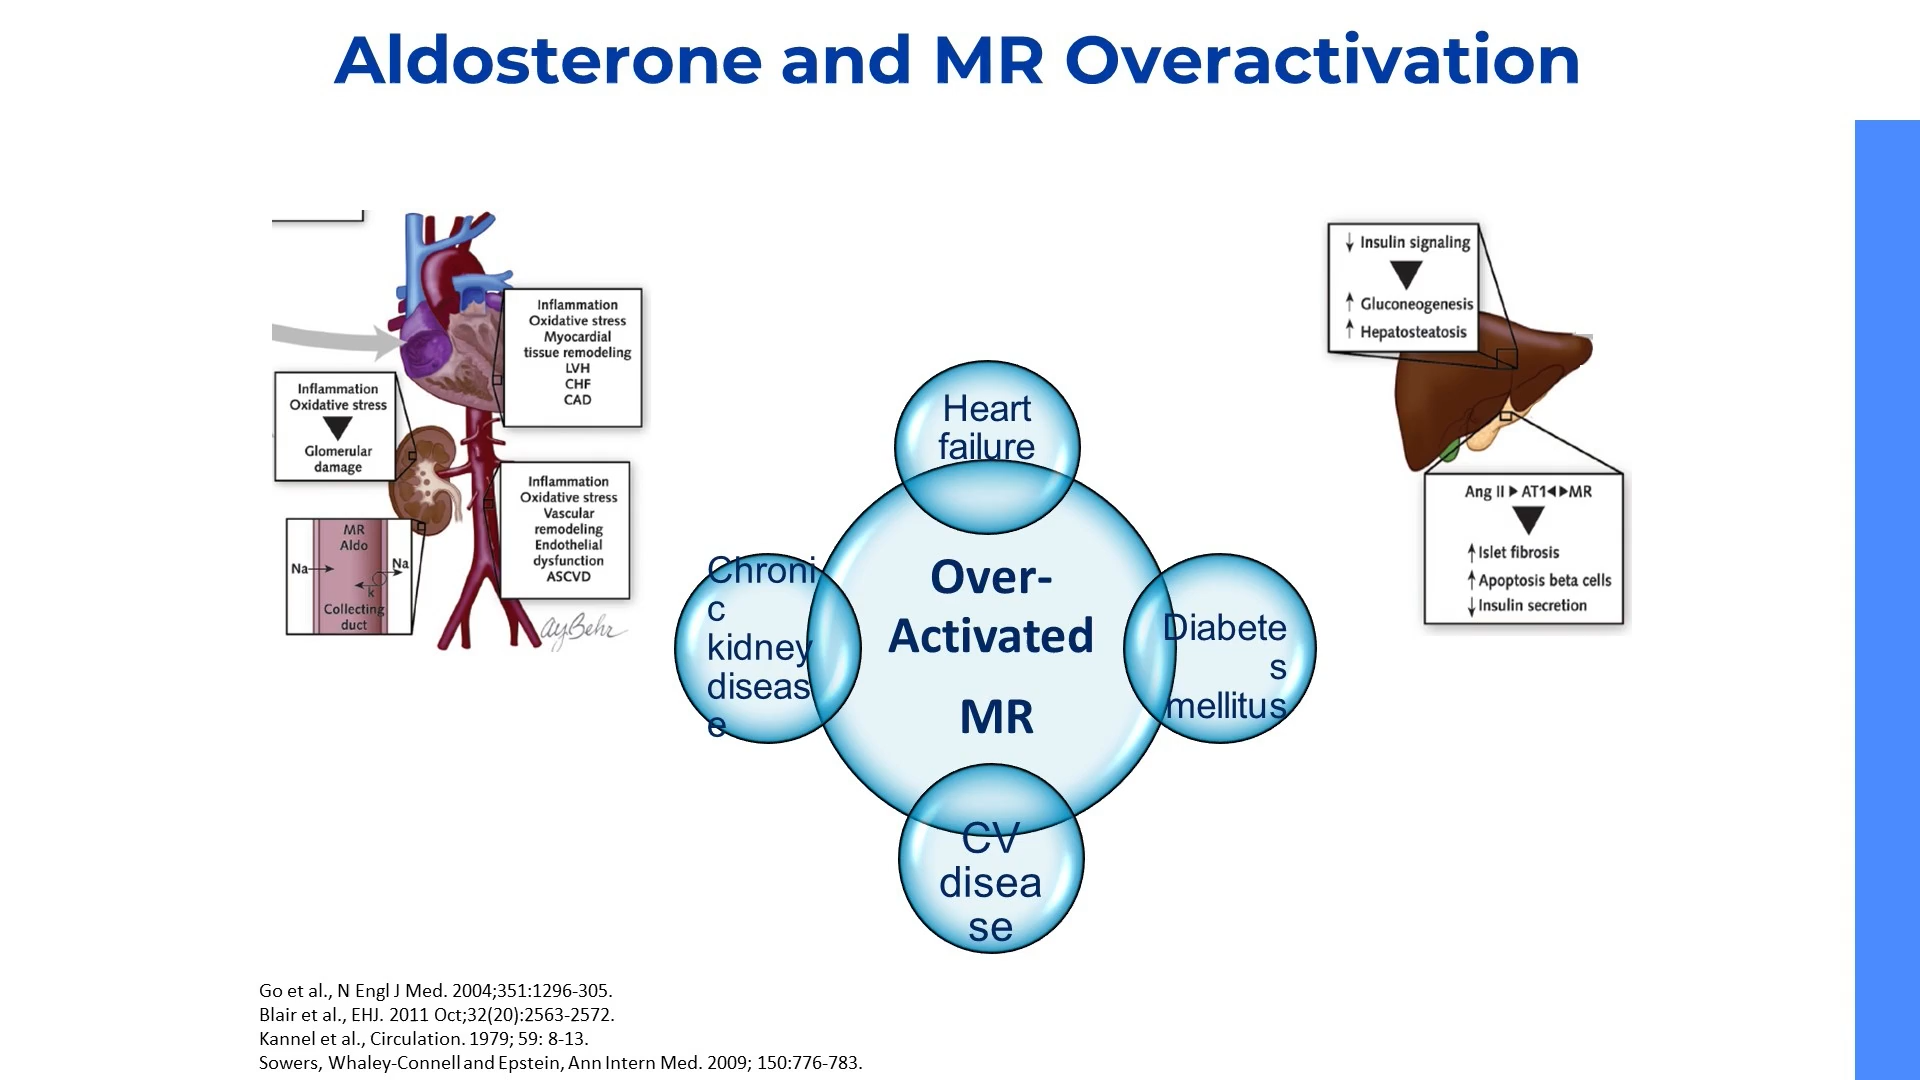 Aldosterone and MR Overactivation
Inflammation
Oxidative stress
Myocardial
tissue remodeling
LVH
CHF
CAD
Inflammation
Oxidative stress
Glomerular
damage
Inflammation
Oxidative stress
Vascular
remodeling
Endothelial
dysfunction
ASCVD
MR
Aldo
Na
Na
k
Collecting
duct
ayBehr
Heart
failure
Chroni
c
kidney
diseas
e
Over-
Activated
MR
Diabete
s
mellitus
CV
disea
se
↓ Insulin signaling
▼
↑ Gluconeogenesis
↑ Hepatosteatosis
Ang II ▶ AT1◀▶MR
▼
↑ Islet fibrosis
↑ Apoptosis beta cells
↓ Insulin secretion
Go et al., N Engl J Med. 2004;351:1296-305.
Blair et al., EHJ. 2011 Oct;32(20):2563-2572.
Kannel et al., Circulation. 1979; 59: 8-13.
Sowers, Whaley-Connell and Epstein, Ann Intern Med. 2009; 150:776-783.